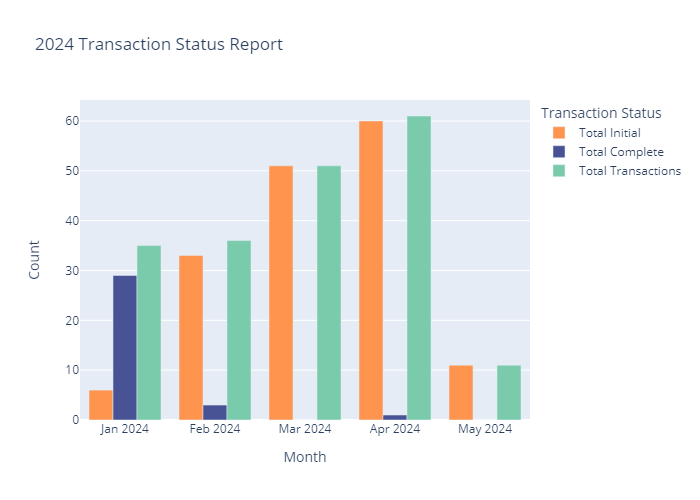 2024 Transaction Status Report
Transaction Status
Total Initial
Total Complete
Total Transactions
Count
60
50
40
30
20
10
0
Jan 2024 Feb 2024 Mar 2024 Apr 2024 May 2024
Month